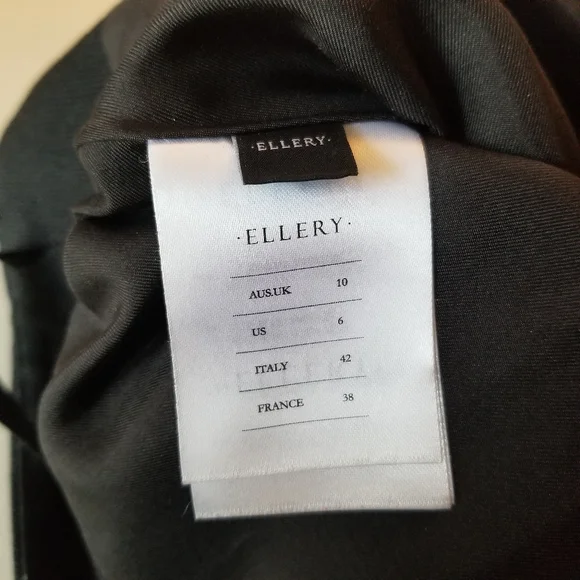 ·ELLERY·
·ELLERY·
AUS.UK 10
US 6
ITALY 42
FRANCE 38